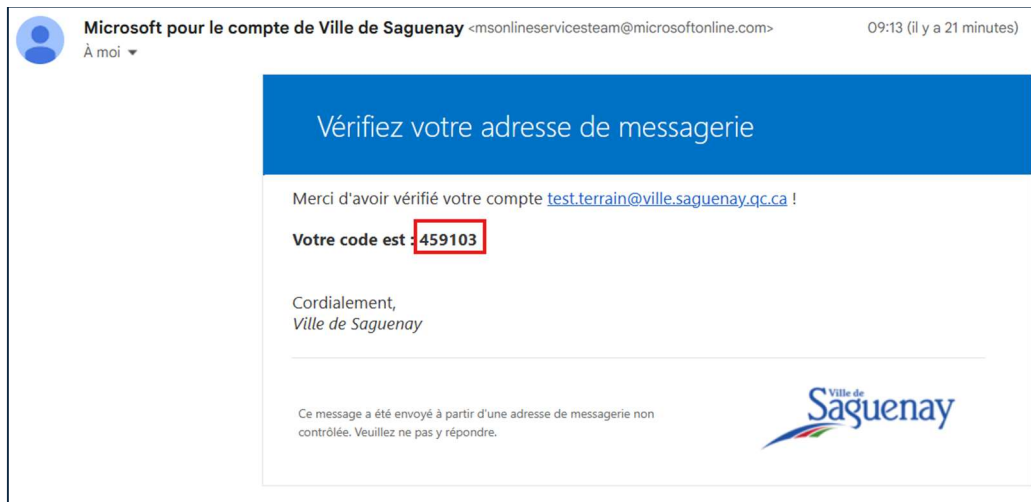 Microsoft pour le compte de Ville de Saguenay <msonlineservicesteam@microsoftonline.com> 09:13 (il y a 21 minutes)
À moi
Vérifiez votre adresse de messagerie
Merci d'avoir vérifié votre compte test.terrain@ville.saguenay.qc.ca !
Votre code est : 459103
Cordialement,
Ville de Saguenay
Ce message a été envoyé à partir d'une adresse de messagerie non
contrôlée. Veuillez ne pas y répondre.
Ville de
Saguenay